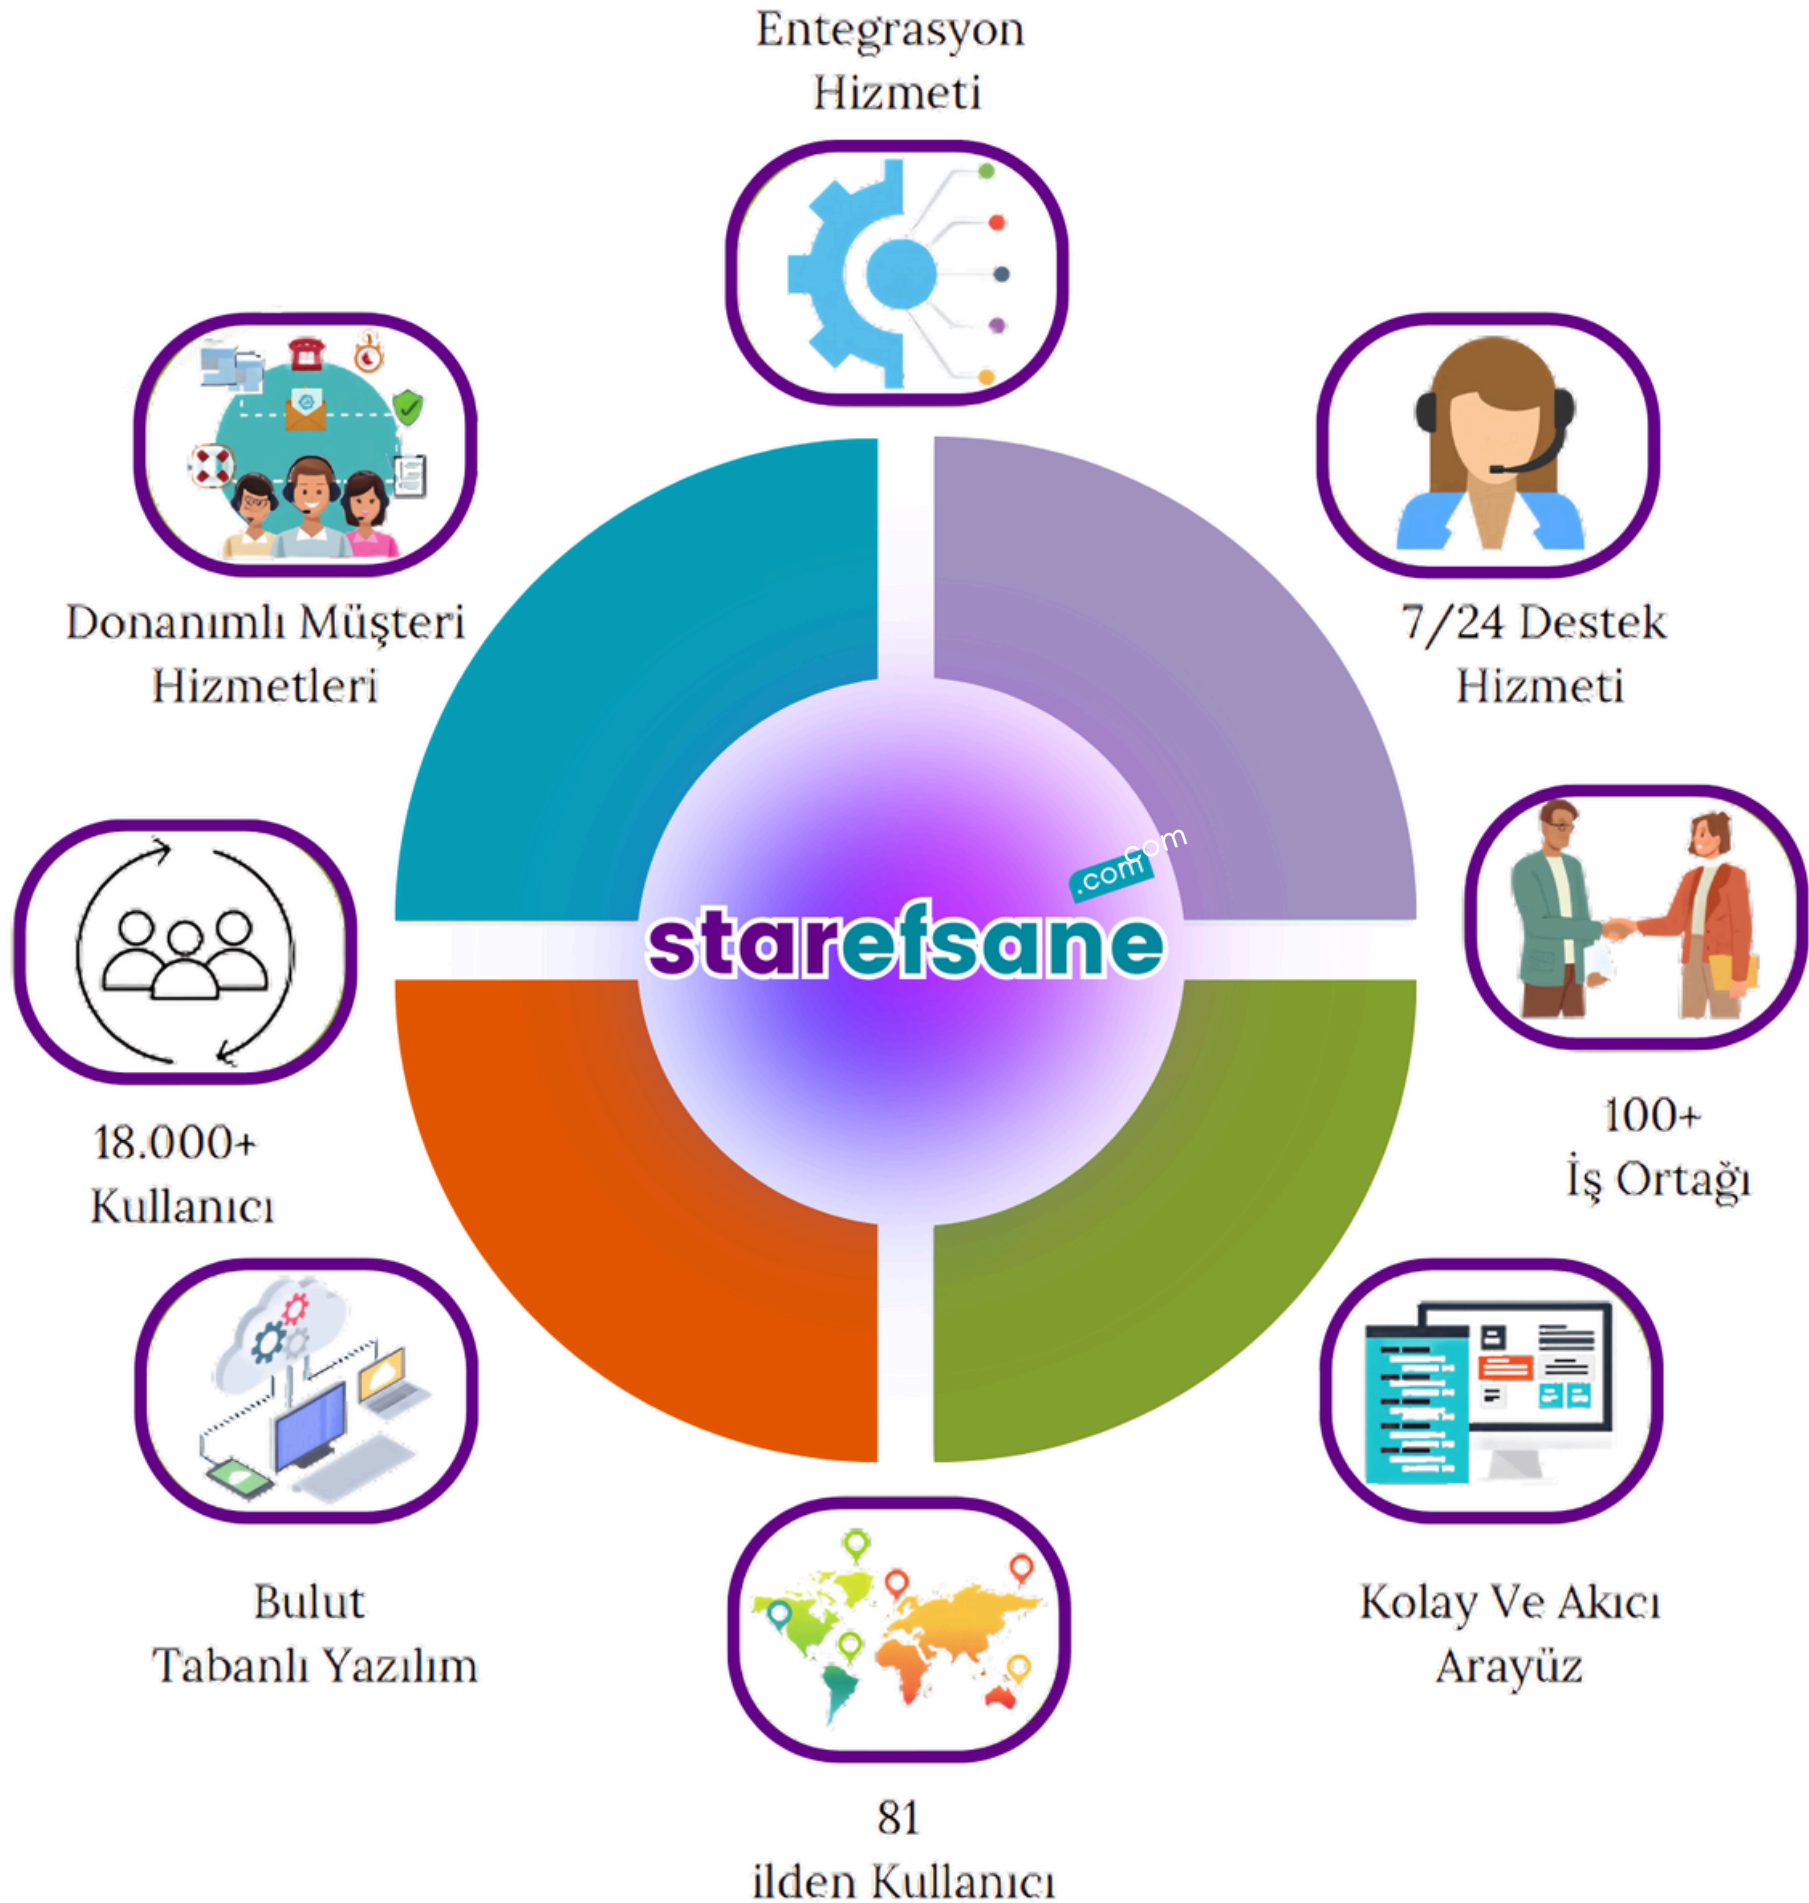 Entegrasyon
Hizmeti
Donanımlı Müşteri
Hizmetleri
7/24 Destek
Hizmeti
.com
com
starefsane
18.000+
Kullanıcı
100+
İş Ortağı
Bulut
Tabanlı Yazılım
Kolay Ve Akıcı
Arayüz
81
ilden Kullanıcı